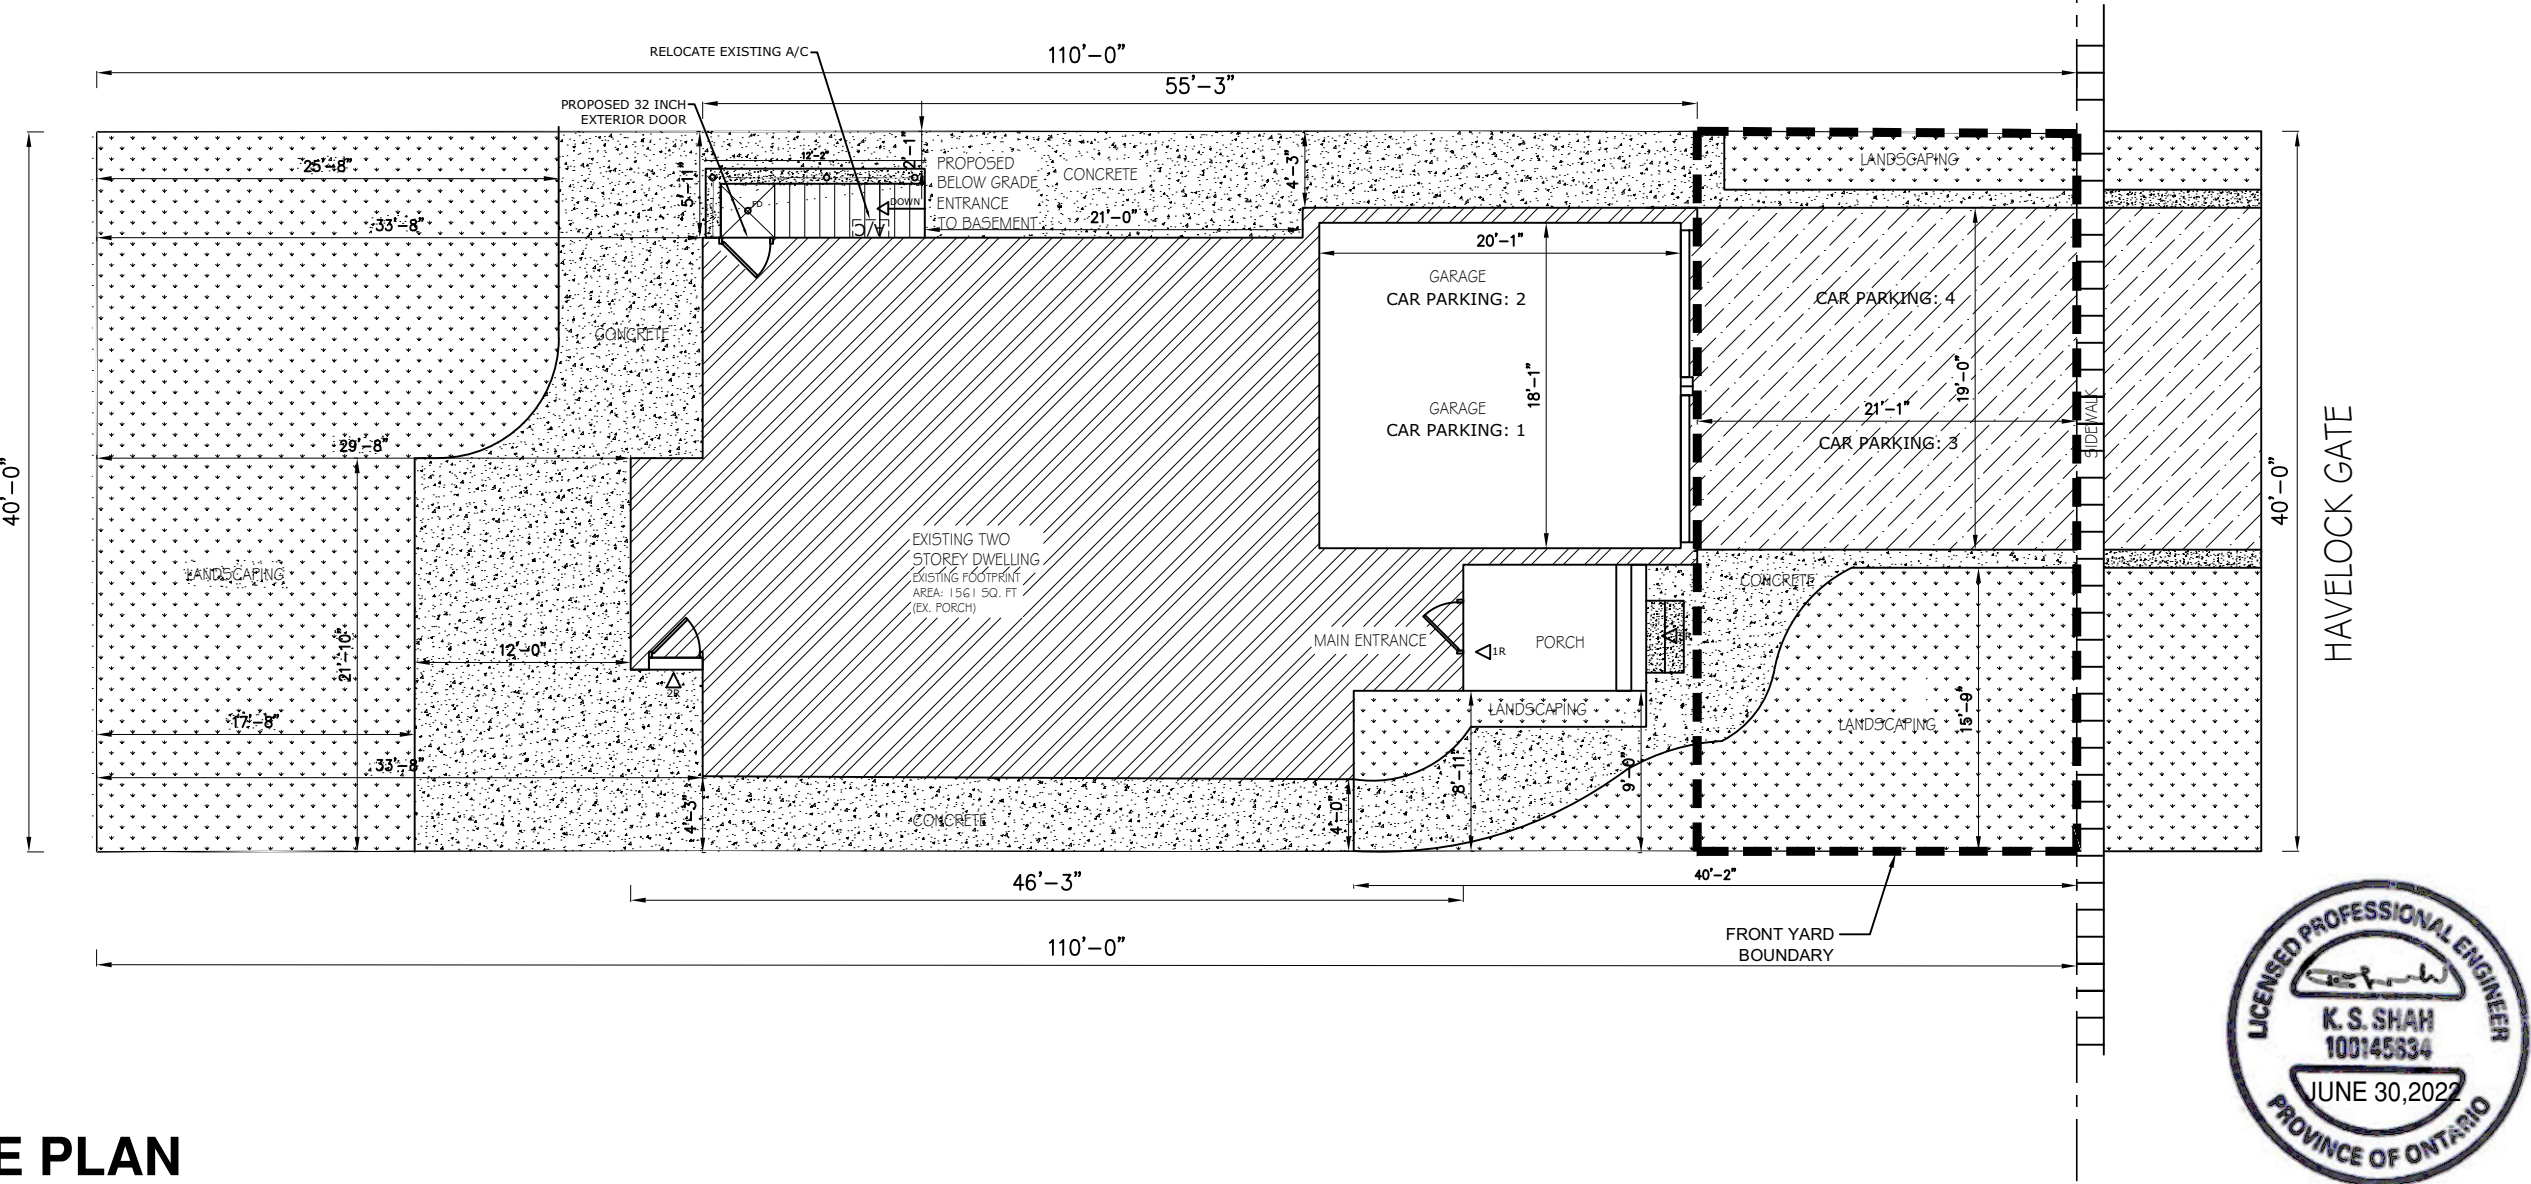 RELOCATE EXISTING A/C
110'-0"
55'-3"
PROPOSED 32 INCH
EXTERIOR DOOR
25'-8"
12'-2"
2'-1"
PROPOSED
BELOW GRADE
ENTRANCE
TO BASEMENT
CONCRETE
4'-3"
LANDSCAPING
5'-11"
FD
DOWN
33'-8"
21'-0"
20'-1"
GARAGE
CAR PARKING: 2
CAR PARKING: 4
CONCRETE
18'-1"
19'-0"
GARAGE
CAR PARKING: 1
21'-1"
CAR PARKING: 3
SIDEWALK
29'-8"
40'-0"
40'-0"
HAVELOCK GATE
EXISTING TWO
STOREY DWELLING
EXISTING FOOTPRINT
AREA: 1561 SQ. FT
(EX. PORCH)
LANDSCAPING
CONCRETE
21'-10"
12'-0"
2R
MAIN ENTRANCE
1R
PORCH
17'-8"
LANDSCAPING
LANDSCAPING
15'-9"
33'-8"
4'-3"
CONCRETE
4'-0"
8'-11"
9'-0"
46'-3"
40'-2"
110'-0"
FRONT YARD
BOUNDARY
LICENSED PROFESSIONAL ENGINEER
K. S. SHAH
100145634
JUNE 30,2022
PROVINCE OF ONTARIO
E PLAN